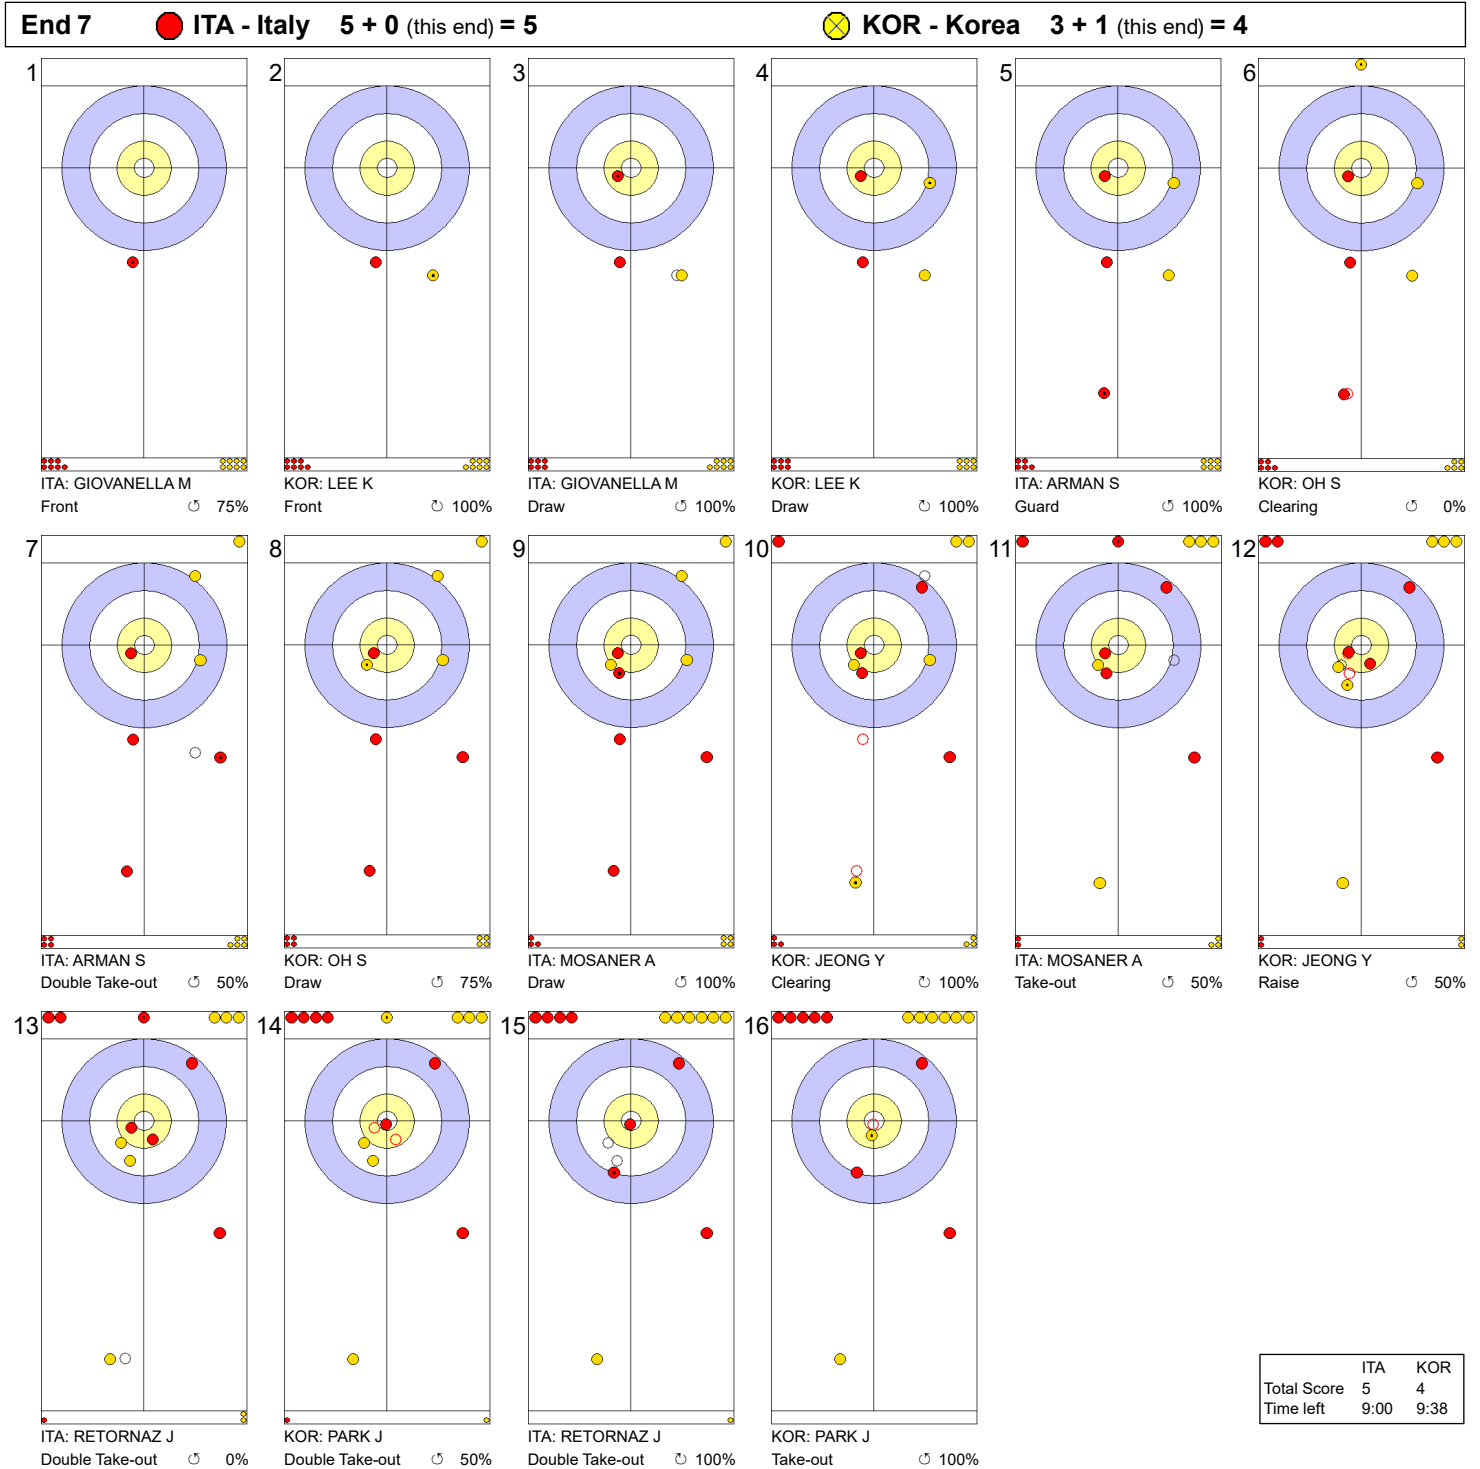 End 7 ITA - Italy 5 + 0 (this end) = 5 KOR - Korea 3 + 1 (this end) = 4
1
ITA: GIOVANELLA M
Front ↺ 75%
2
KOR: LEE K
Front ↻ 100%
3
ITA: GIOVANELLA M
Draw ↺ 100%
4
KOR: LEE K
Draw ↻ 100%
5
ITA: ARMAN S
Guard ↺ 100%
6
KOR: OH S
Clearing ↺ 0%
7
ITA: ARMAN S
Double Take-out ↺ 50%
8
KOR: OH S
Draw ↺ 75%
9
ITA: MOSANER A
Draw ↺ 100%
10
KOR: JEONG Y
Clearing ↻ 100%
11
ITA: MOSANER A
Take-out ↺ 50%
12
KOR: JEONG Y
Raise ↺ 50%
13
ITA: RETORNAZ J
Double Take-out ↺ 0%
14
KOR: PARK J
Double Take-out ↺ 50%
15
ITA: RETORNAZ J
Double Take-out ↻ 100%
16
KOR: PARK J
Take-out ↺ 100%
ITA KOR
Total Score 5 4
Time left 9:00 9:38